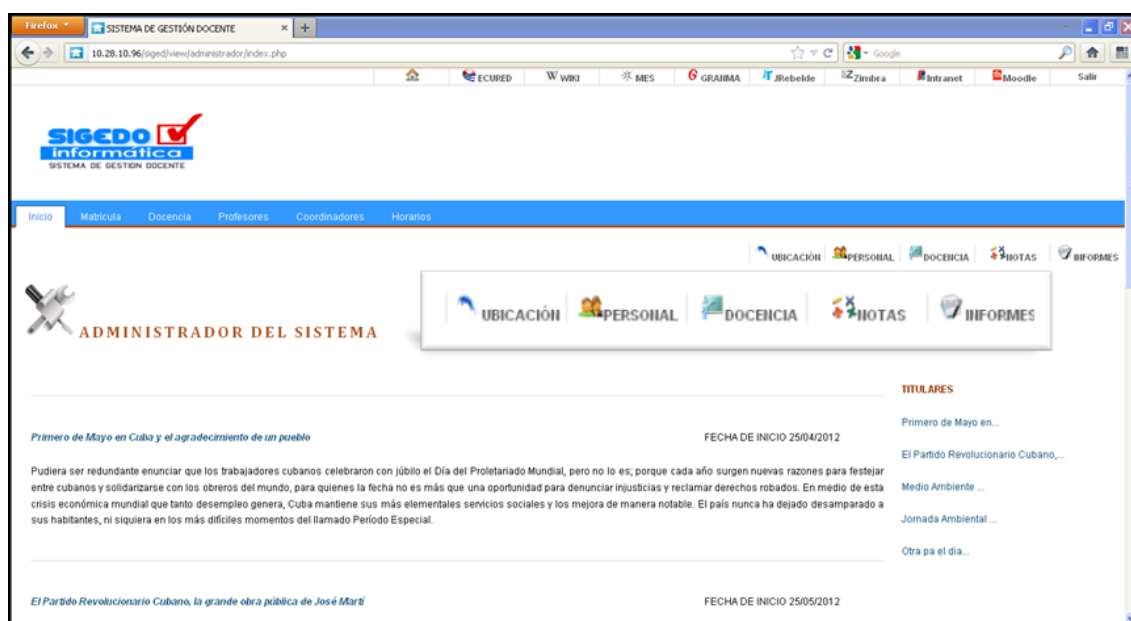 Firefox
SISTEMA DE GESTIÓN DOCENTE
10.28.10.96/siged/view/administrador/index.php
Google
ECURED WIKI MES GRANMA JRebelde Zimbra Intranet Moodle Salir
SIGEDO
informática
SISTEMA DE GESTION DOCENTE
Inicio Matrícula Docencia Profesores Coordinadores Horarios
UBICACIÓN PERSONAL DOCENCIA NOTAS INFORMES
UBICACIÓN PERSONAL DOCENCIA NOTAS INFORMES
ADMINISTRADOR DEL SISTEMA
Primero de Mayo en Cuba y el agradecimiento de un pueblo
FECHA DE INICIO 25/04/2012
Pudiera ser redundante enunciar que los trabajadores cubanos celebraron con júbilo el Día del Proletariado Mundial, pero no lo es; porque cada año surgen nuevas razones para festejar
entre cubanos y solidarizarse con los obreros del mundo, para quienes la fecha no es más que una oportunidad para denunciar injusticias y reclamar derechos robados. En medio de esta
crisis económica mundial que tanto desempleo genera, Cuba mantiene sus más elementales servicios sociales y los mejora de manera notable. El país nunca ha dejado desamparado a
sus habitantes, ni siquiera en los más difíciles momentos del llamado Período Especial.
El Partido Revolucionario Cubano, la grande obra pública de José Martí
FECHA DE INICIO 25/05/2012
TITULARES
Primero de Mayo en...
El Partido Revolucionario Cubano,...
Medio Ambiente ...
Jornada Ambiental ...
Otra pa el dia...